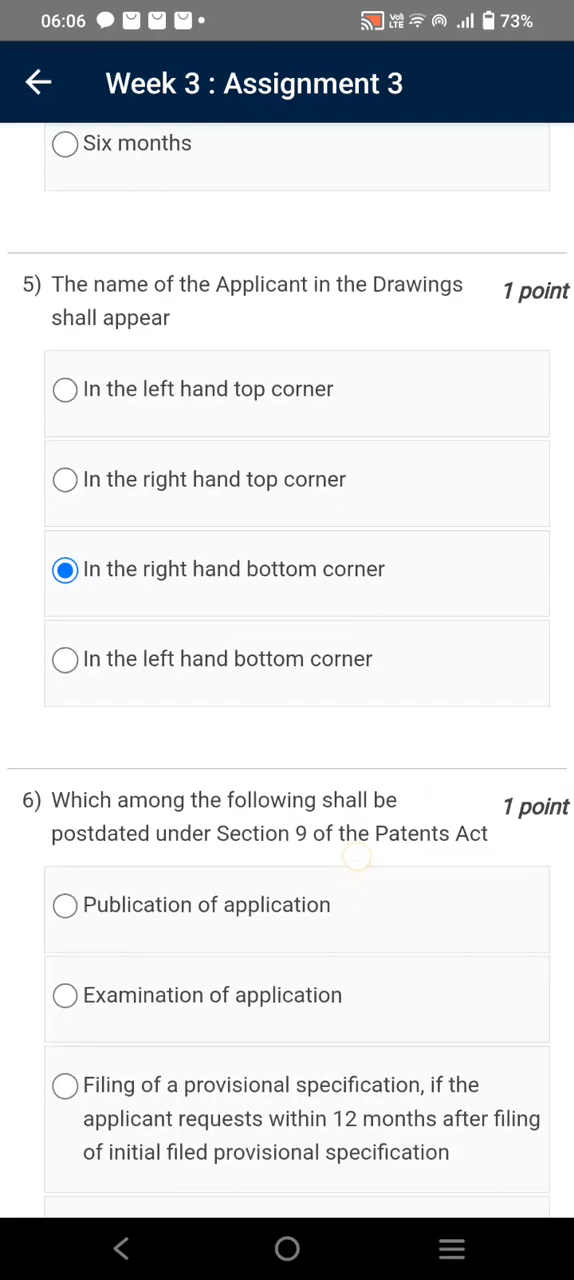 06:06 Vo) LTE 73%
Week 3 : Assignment 3
Six months
5) The name of the Applicant in the Drawings 1 point
shall appear
In the left hand top corner
In the right hand top corner
In the right hand bottom corner
In the left hand bottom corner
6) Which among the following shall be 1 point
postdated under Section 9 of the Patents Act
Publication of application
Examination of application
Filing of a provisional specification, if the
applicant requests within 12 months after filing
of initial filed provisional specification